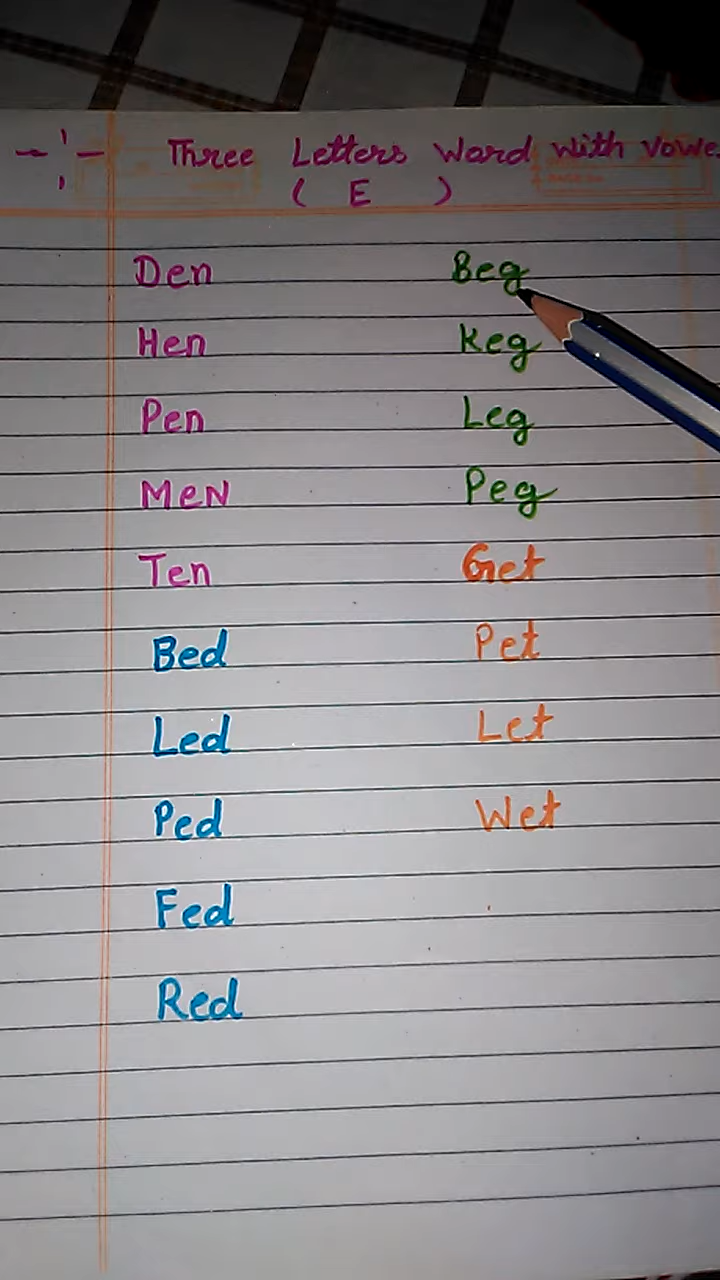 Three Letters Word with Vowe
( E )
Den
Hen
Pen
MeN
Ten
Bed
Led
Ped
Fed
Red
Beg
Keg
Leg
Peg
Get
Pet
Let
Wet